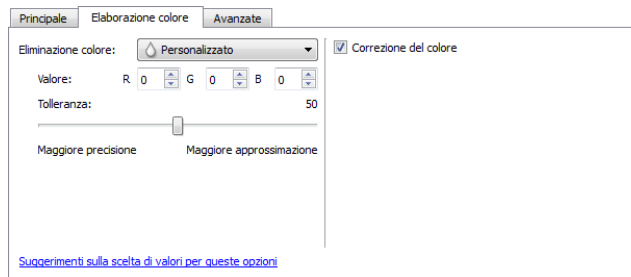 Principale Elaborazione colore Avanzate
Eliminazione colore: Personalizzato Correzione del colore
Valore: R 0 G 0 B 0
Tolleranza: 50
Maggiore precisione Maggiore approssimazione
Suggerimenti sulla scelta di valori per queste opzioni